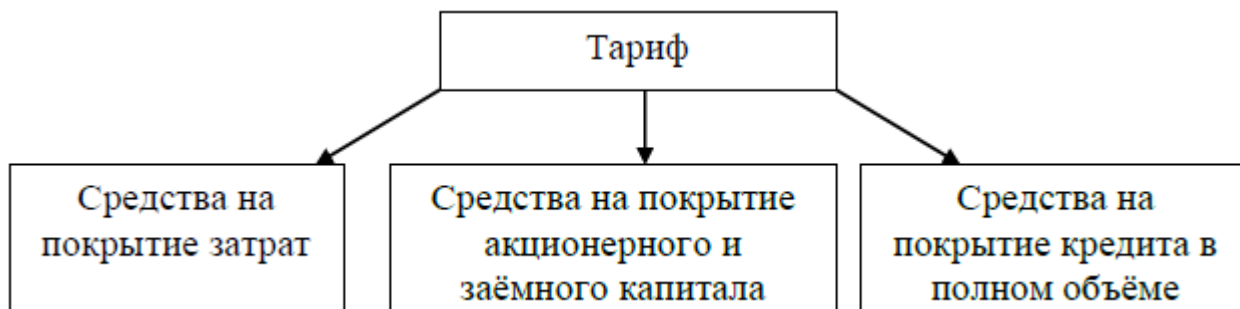 Тариф
Средства на
покрытие затрат
Средства на покрытие
акционерного и
заёмного капитала
Средства на
покрытие кредита в
полном объёме